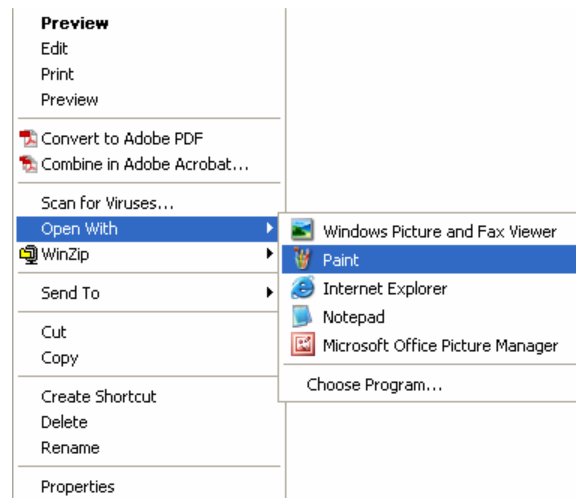 Preview
Edit
Print
Preview
Convert to Adobe PDF
Combine in Adobe Acrobat...
Scan for Viruses...
Open With
WinZip
Send To
Cut
Copy
Create Shortcut
Delete
Rename
Properties
Windows Picture and Fax Viewer
Paint
Internet Explorer
Notepad
Microsoft Office Picture Manager
Choose Program...